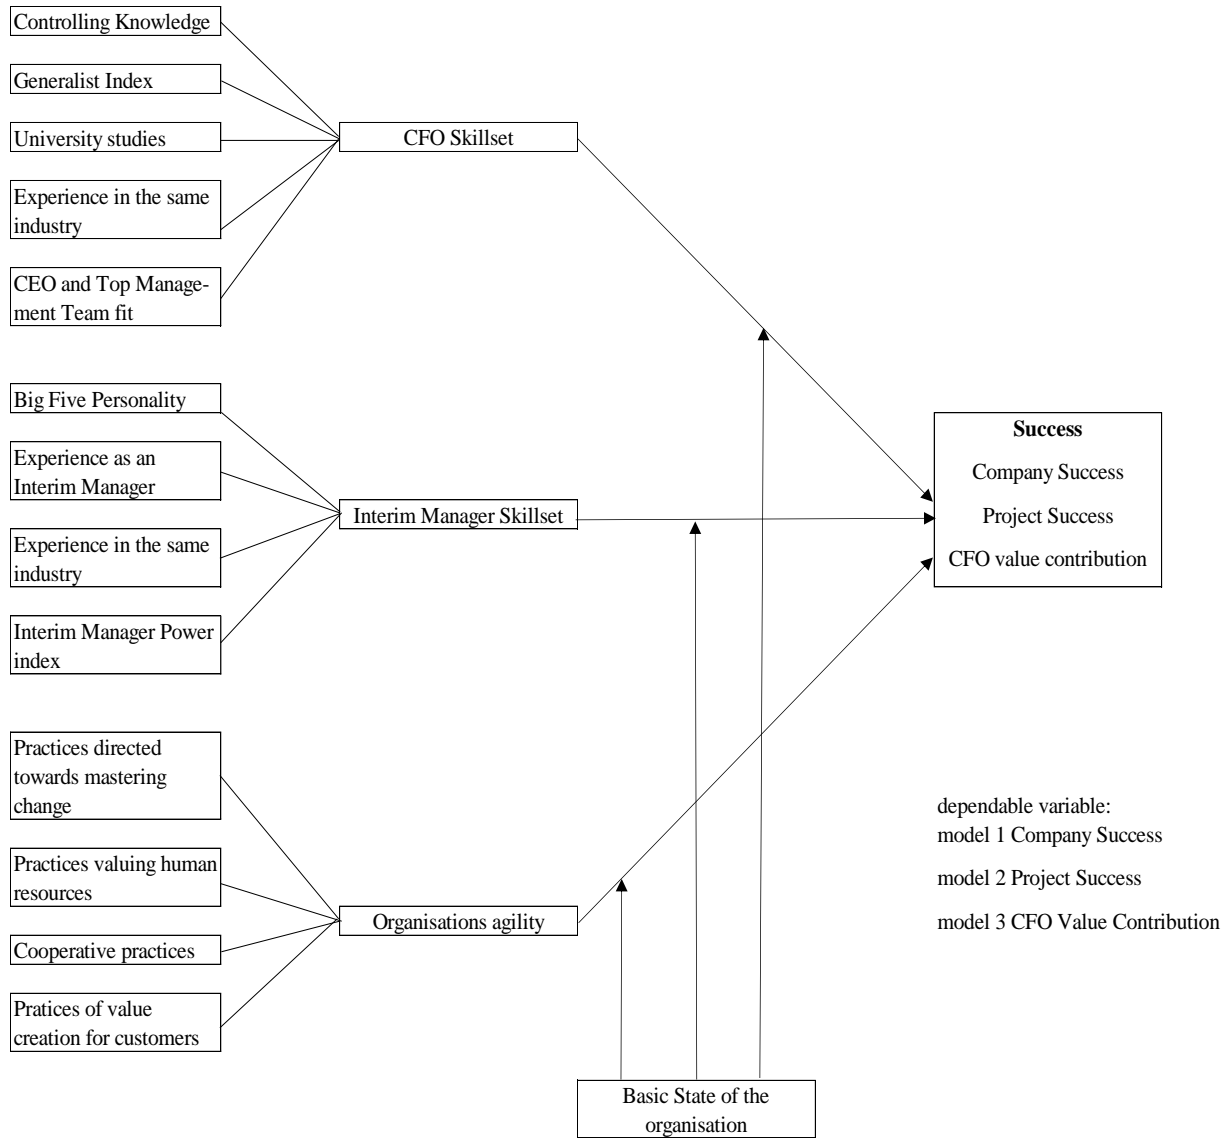 Controlling Knowledge
Generalist Index
University studies
Experience in the same
industry
CEO and Top Manage-
ment Team fit
CFO Skillset
Big Five Personality
Experience as an
Interim Manager
Experience in the same
industry
Interim Manager Power
index
Interim Manager Skillset
Practices directed
towards mastering
change
Practices valuing human
resources
Cooperative practices
Pratices of value
creation for customers
Organisations agility
Basic State of the
organisation
Success
Company Success
Project Success
CFO value contribution
dependable variable:
model 1 Company Success
model 2 Project Success
model 3 CFO Value Contribution